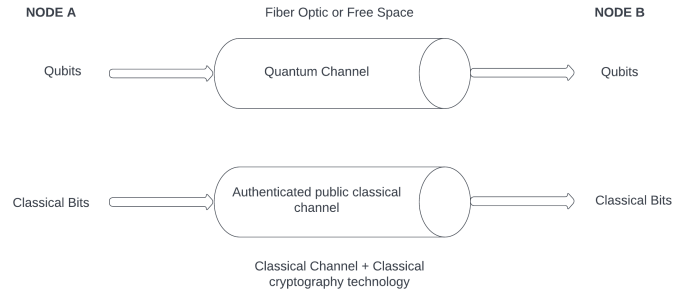 NODE A
Fiber Optic or Free Space
NODE B
Qubits
Quantum Channel
Qubits
Classical Bits
Authenticated public classical
channel
Classical Bits
Classical Channel + Classical
cryptography technology